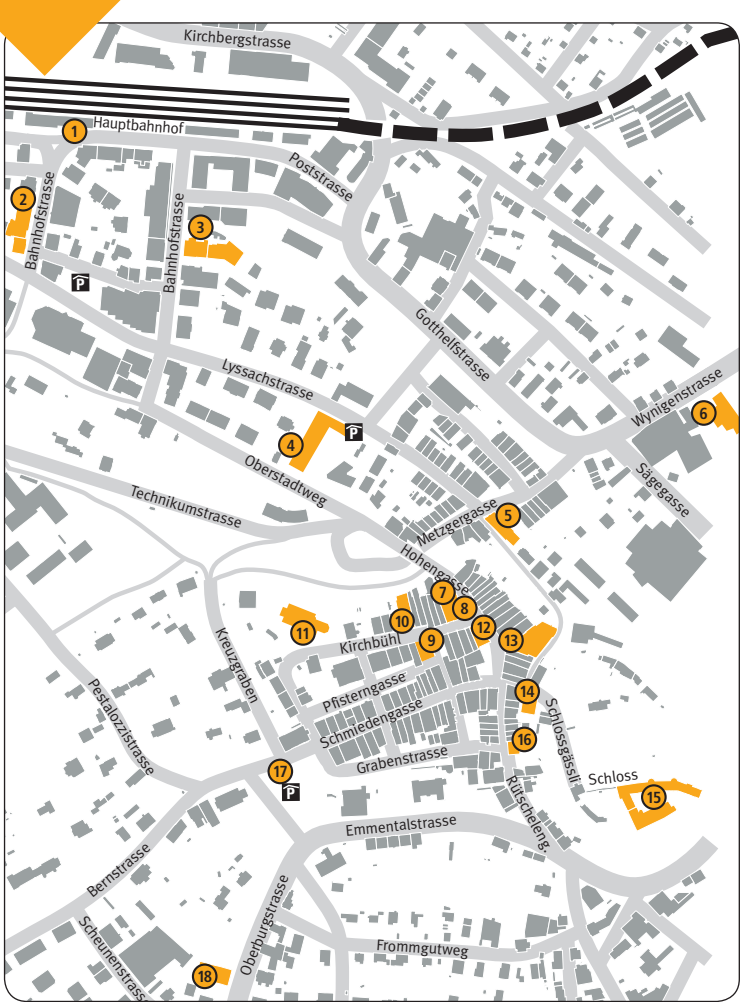 Kirchbergstrasse
1
Hauptbahnhof
Poststrasse
2
Bahnhofstrasse
Bahnhofstrasse
3
P
Gotthelfstrasse
Lyssachstrasse
Wynigenstrasse
6
P
4
Oberstadtweg
Sägegasse
Technikumstrasse
Metzgergasse
5
Hohengasse
7
8
10
9
12
13
11
Kirchbühl
Kreuzgraben
Pfisterngasse
14
Schmiedengasse
Schlossgässli
Pestalozzistrasse
16
Grabenstrasse
17
P
Schloss
15
Rütscheleng.
Emmentalstrasse
Bernstrasse
Oberburgstrasse
Scheunenstrasse
Frommgutweg
18